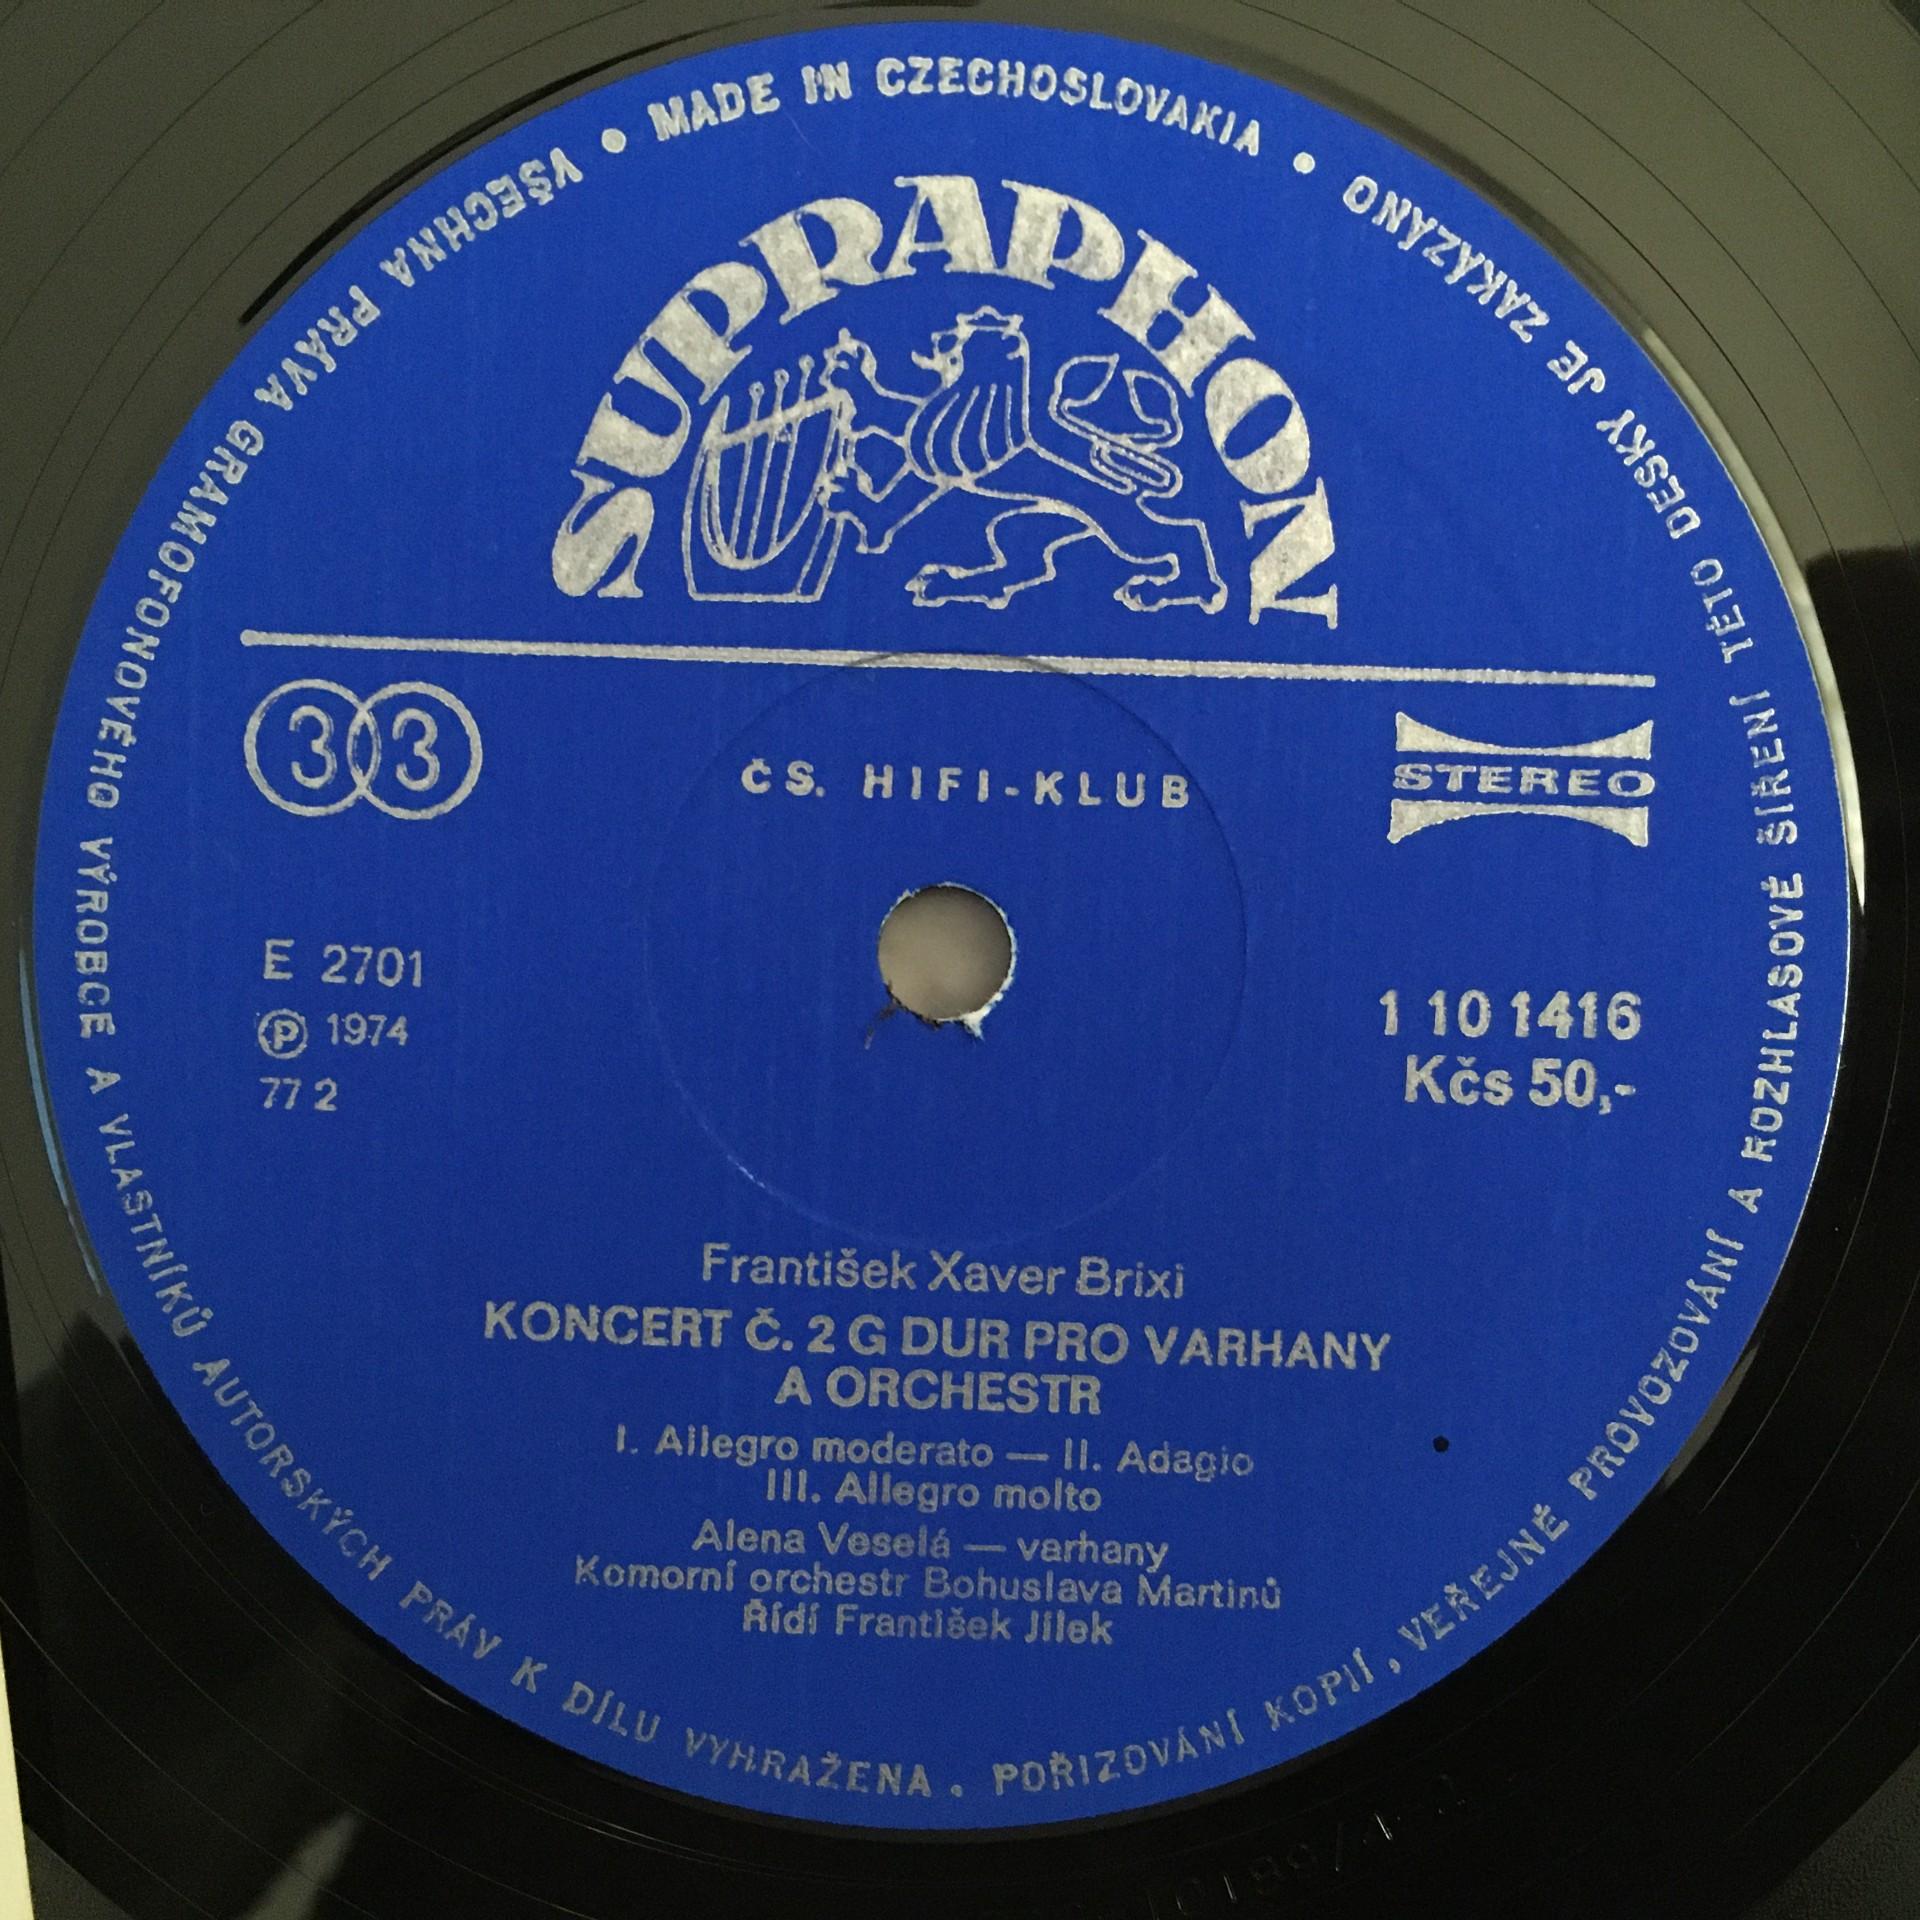 • MADE IN CZECHOSLOVAKIA •
SUPRAPHON
33
ČS. HIFI-KLUB
STEREO
E 2701
Ⓟ 1974
77 2
1 10 1416
Kčs 50,-
František Xaver Brixi
KONCERT Č. 2 G DUR PRO VARHANY
A ORCHESTR
I. Allegro moderato — II. Adagio
III. Allegro molto
Alena Veselá — varhany
Komorní orchestr Bohuslava Martinů
Řídí František Jílek
VŠECHNA PRÁVA GRAMOFONOVÉHO VÝROBCE A VLASTNÍKŮ AUTORSKÝCH PRÁV K DÍLU VYHRAŽENA. POŘIZOVÁNÍ KOPIÍ, VEŘEJNÉ PROVOZOVÁNÍ A ROZHLASOVÉ ŠÍŘENÍ TÉTO DESKY JE ZAKÁZÁNO